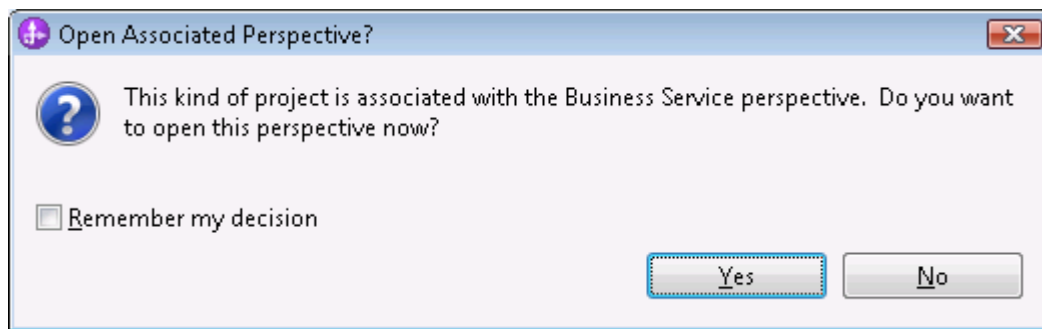 Open Associated Perspective?
This kind of project is associated with the Business Service perspective.  Do you want
to open this perspective now?
Remember my decision
Yes
No